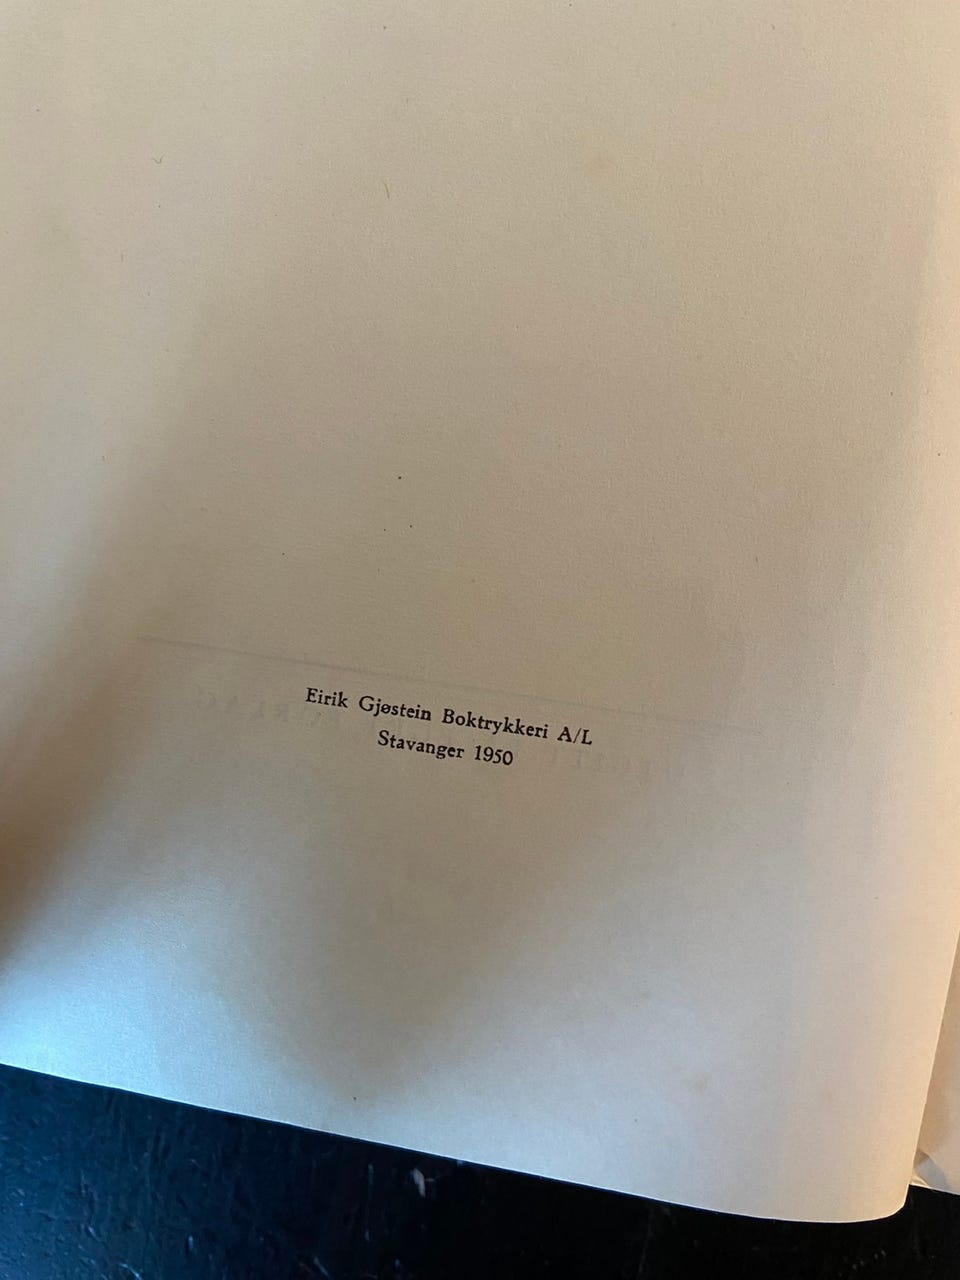 Eirik Gjøstein Boktrykkeri A/L
Stavanger 1950